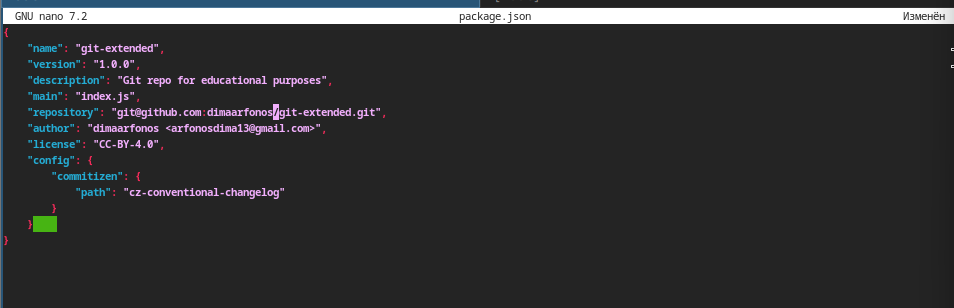 GNU nano 7.2 package.json Изменён
{
    "name": "git-extended",
    "version": "1.0.0",
    "description": "Git repo for educational purposes",
    "main": "index.js",
    "repository": "git@github.com:dimaarfonos/git-extended.git",
    "author": "dimaarfonos <arfonosdima13@gmail.com>",
    "license": "CC-BY-4.0",
    "config": {
        "commitizen": {
            "path": "cz-conventional-changelog"
        }
    }
}